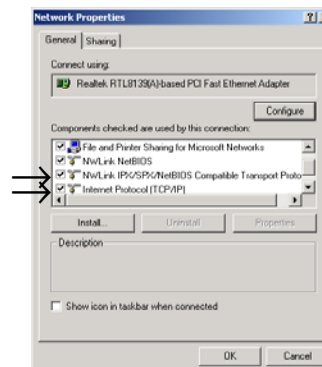 Network Properties
General
Sharing
Connect using:
Realtek RTL8139(A)-based PCI Fast Ethernet Adapter
Configure
Components checked are used by this connection:
File and Printer Sharing for Microsoft Networks
NWLink NetBIOS
NWLink IPX/SPX/NetBIOS Compatible Transport Proto
Internet Protocol (TCP/IP)
Install...
Uninstall
Properties
Description
Show icon in taskbar when connected
OK
Cancel